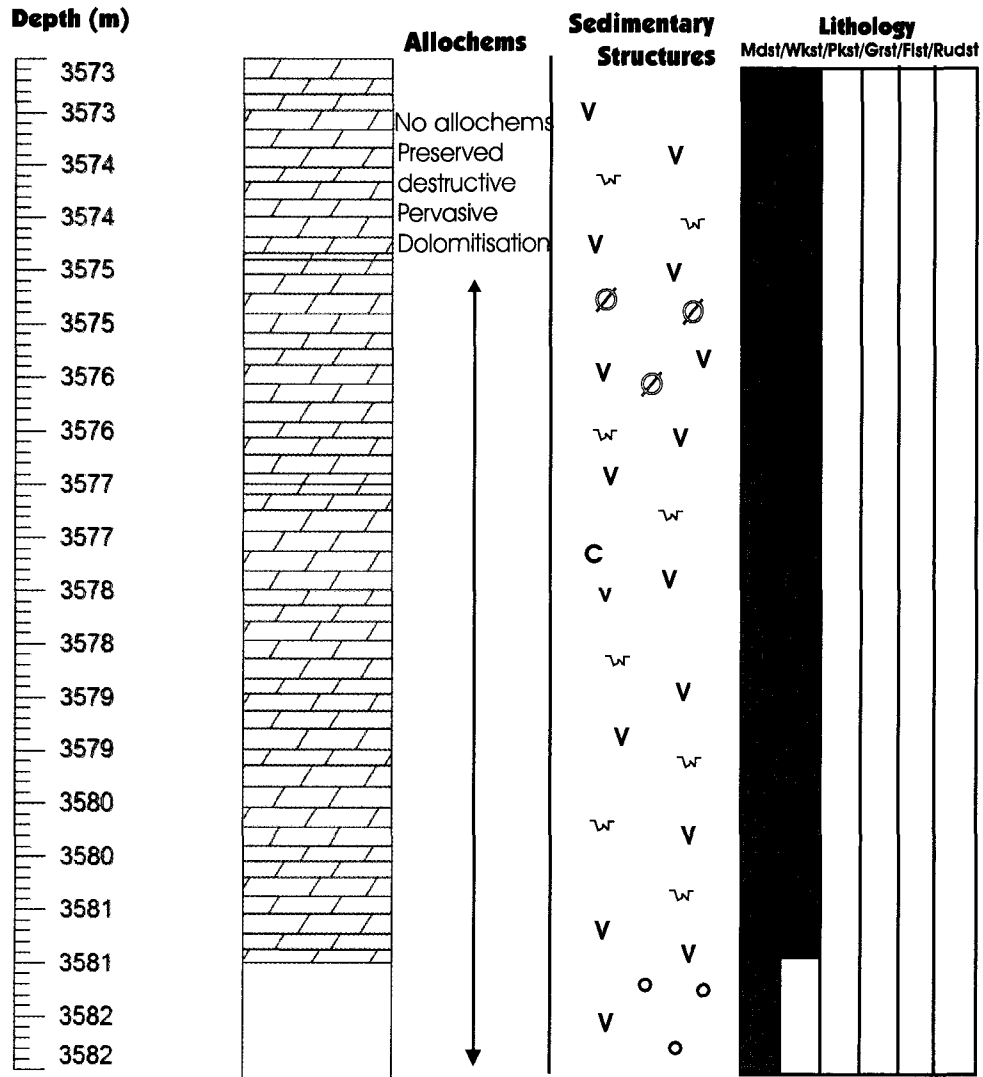 Depth (m)
Allochems
Sedimentary
Structures
Lithology
Mdst/Wkst/Pkst/Grst/Flst/Rudst
3573
3573
3574
3574
3575
3575
3576
3576
3577
3577
3578
3578
3579
3579
3580
3580
3581
3581
3582
3582
No allochems
Preserved
destructive
Pervasive
Dolomitisation
V
V
V
V
V
V
V
V
C
V
v
V
V
V
V
V
V